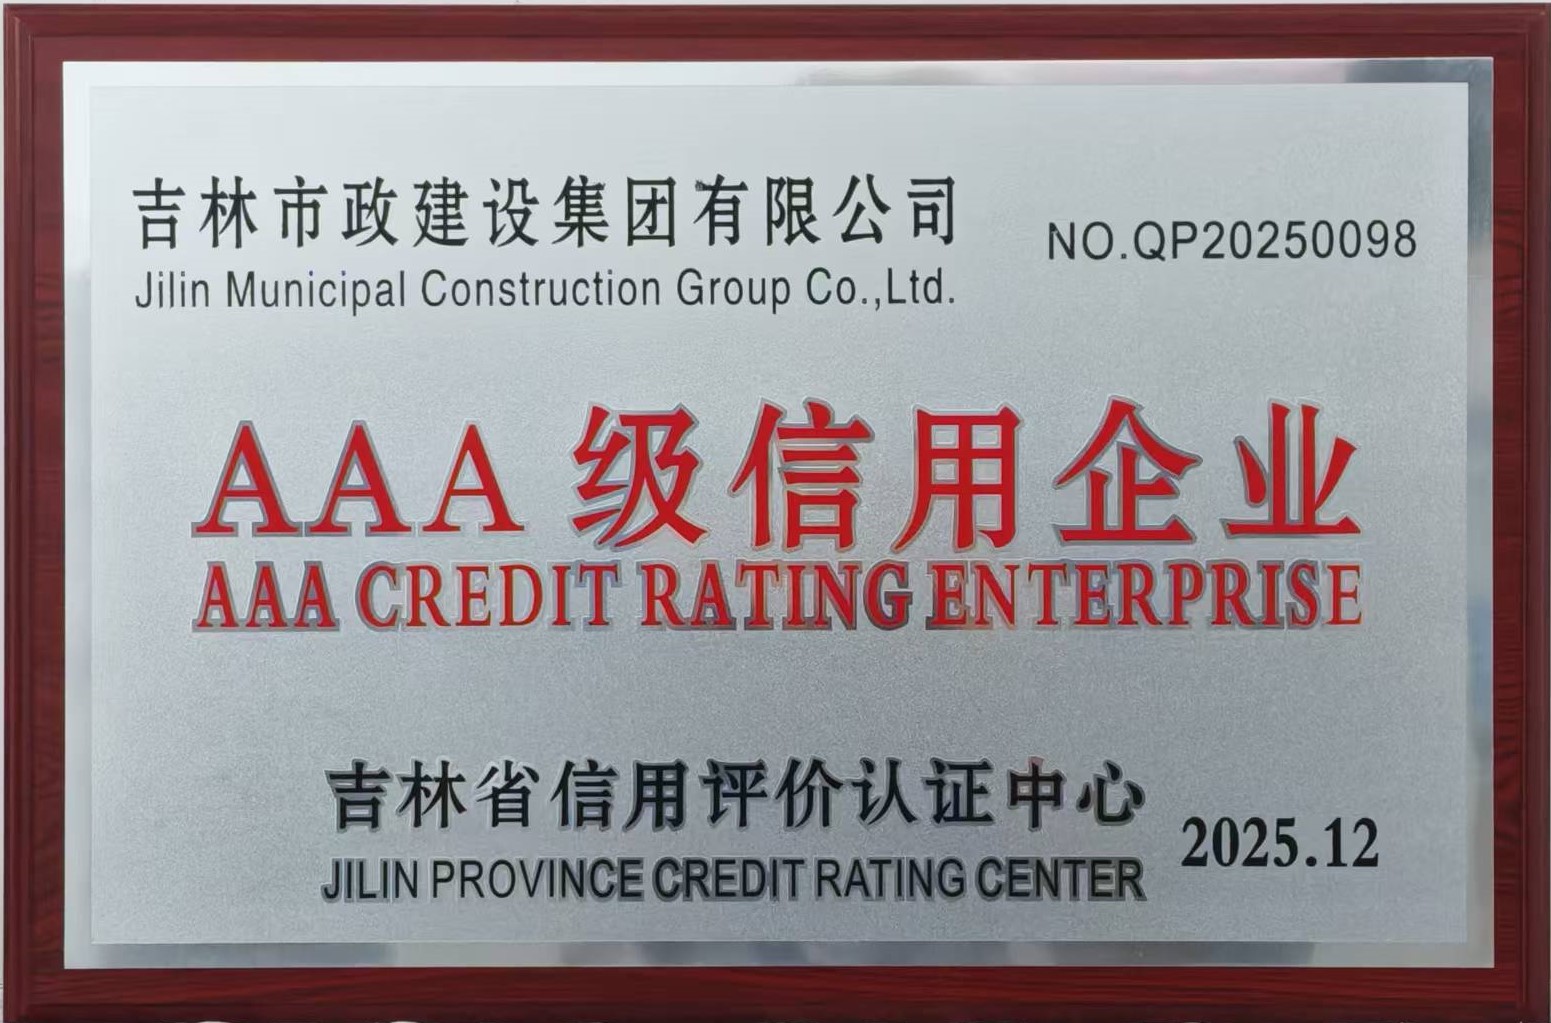 吉林市政建设集团有限公司
NO.QP20250098
Jilin Municipal Construction Group Co.,Ltd.
AAA 级信用企业
AAA CREDIT RATING ENTERPRISE
吉林省信用评价认证中心
2025.12
JILIN PROVINCE CREDIT RATING CENTER